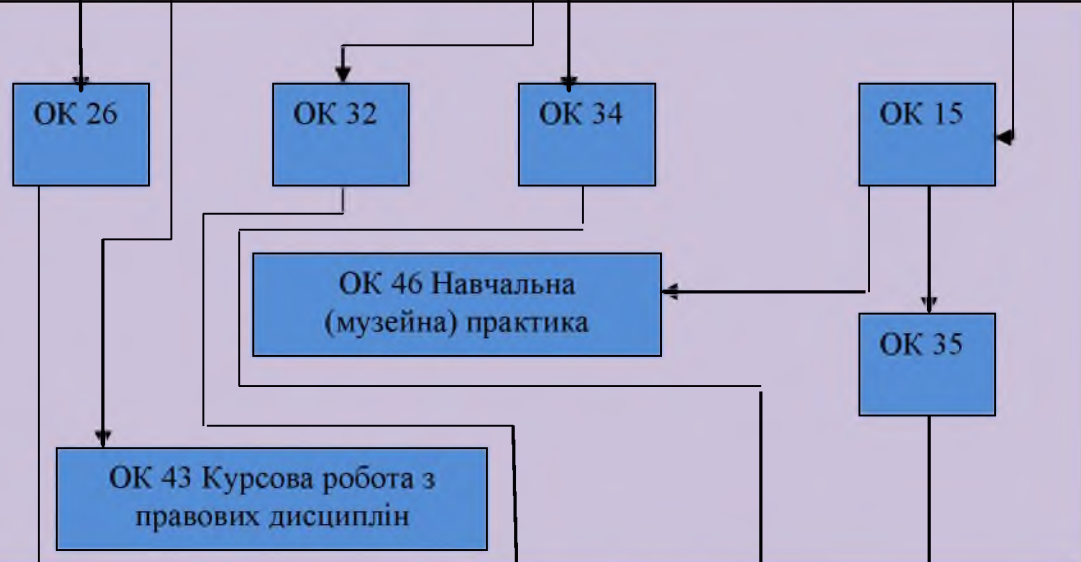 ОК 26
ОК 32
ОК 34
ОК 15
ОК 46 Навчальна
(музейна) практика
ОК 35
ОК 43 Курсова робота з
правових дисциплін